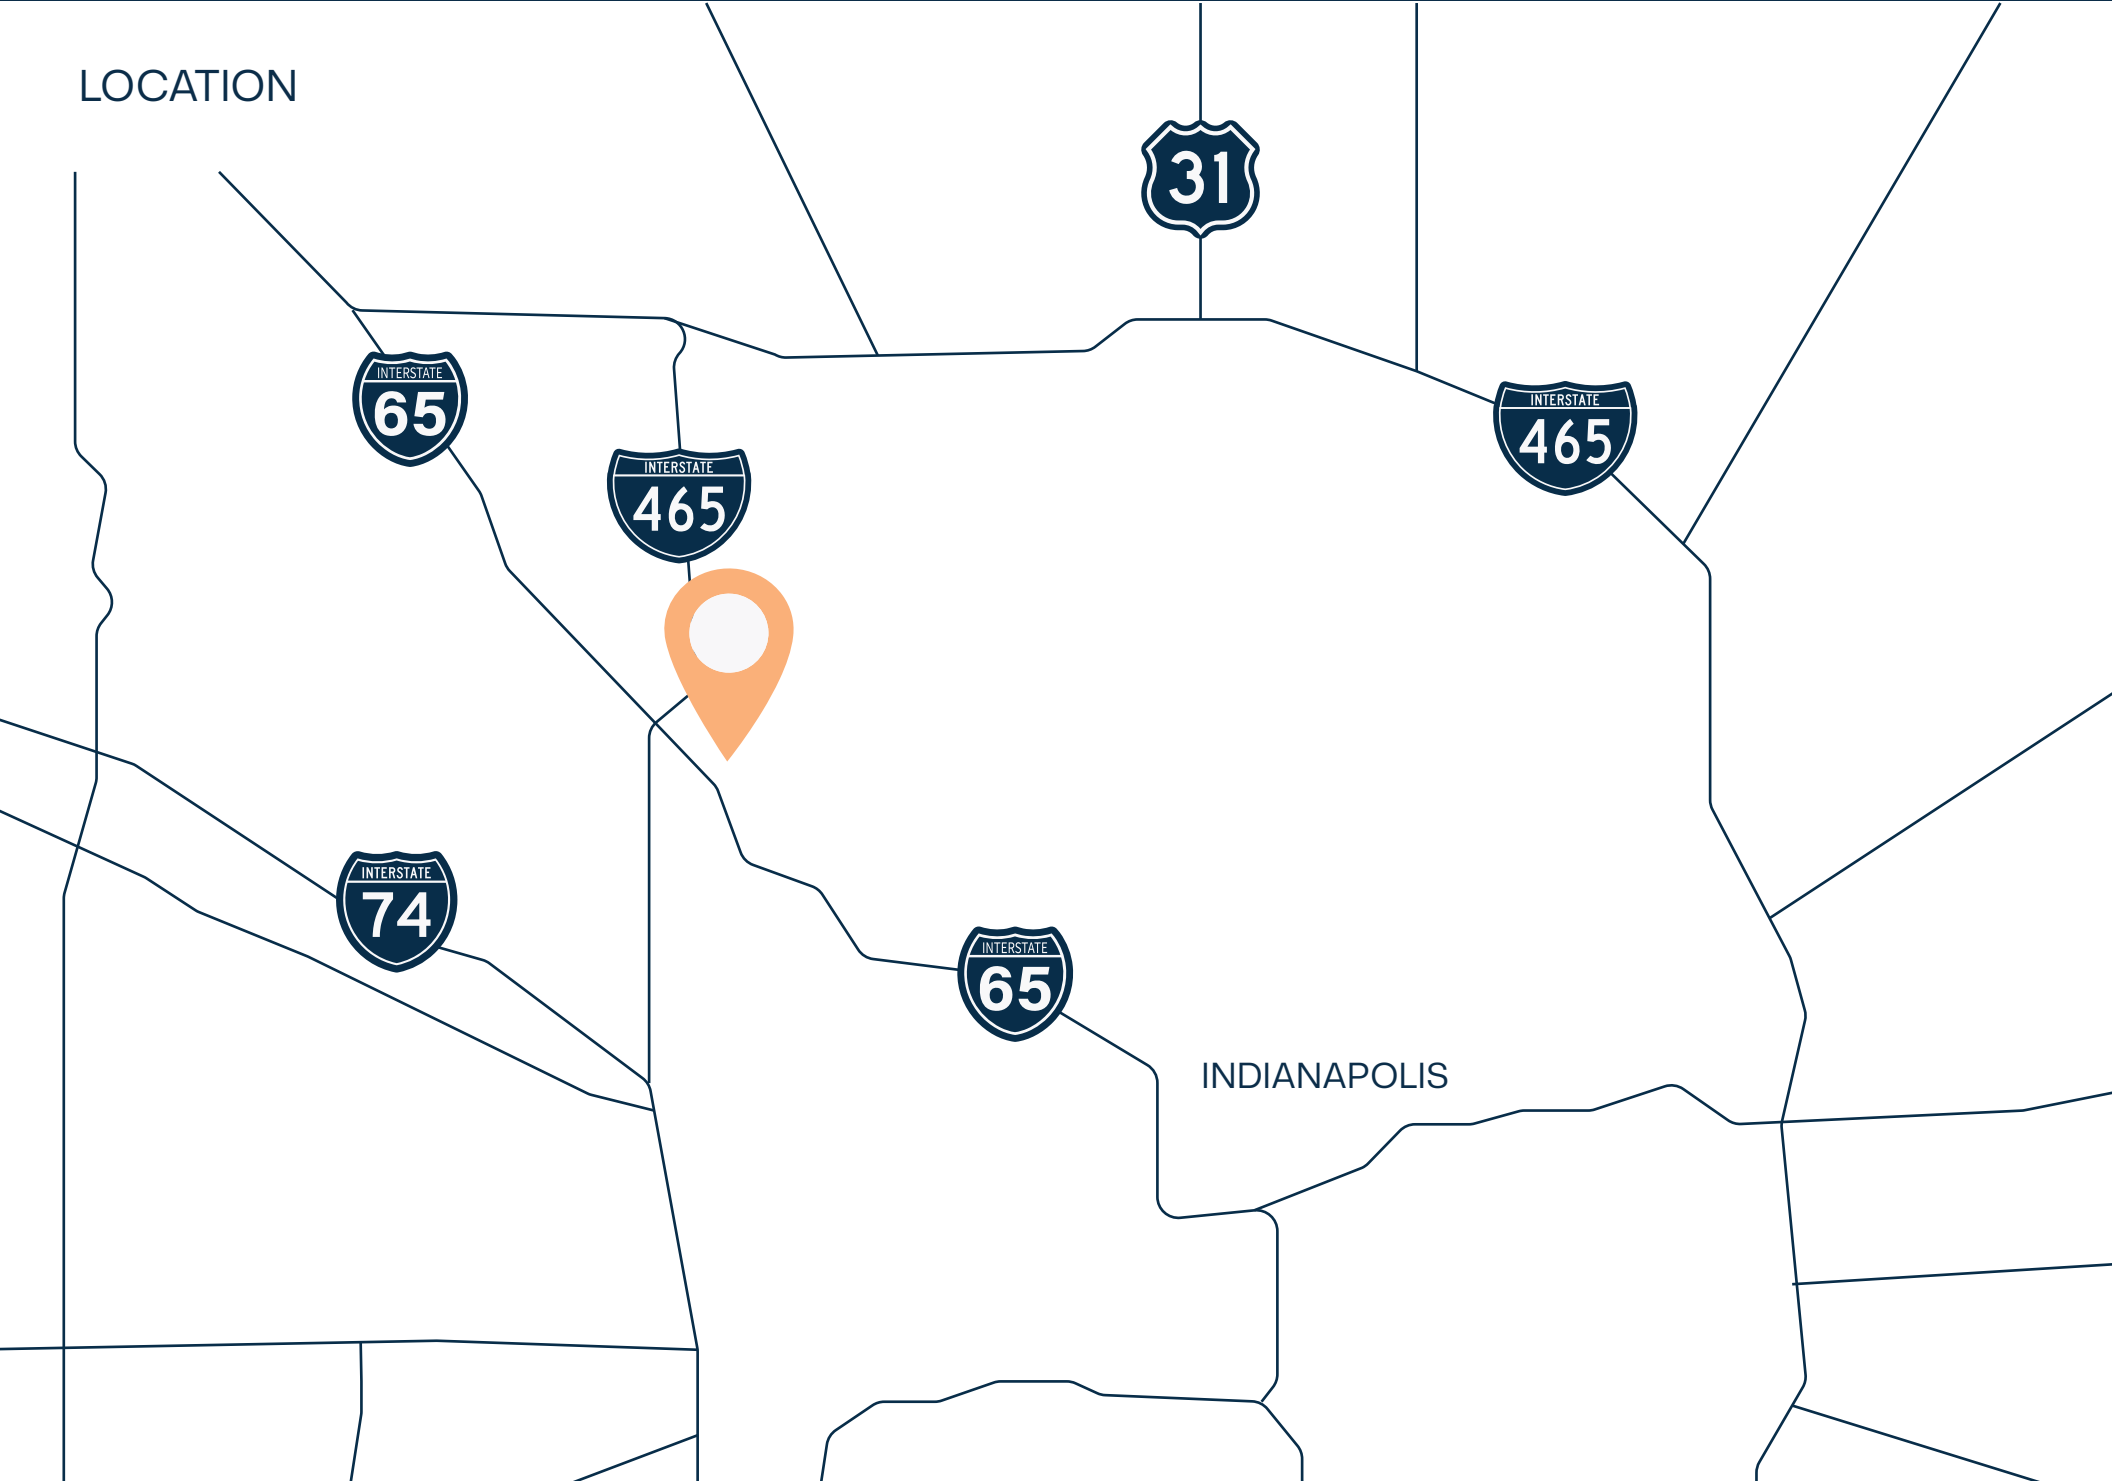 LOCATION
31
INTERSTATE
65
INTERSTATE
465
INTERSTATE
465
INTERSTATE
74
INTERSTATE
65
INDIANAPOLIS